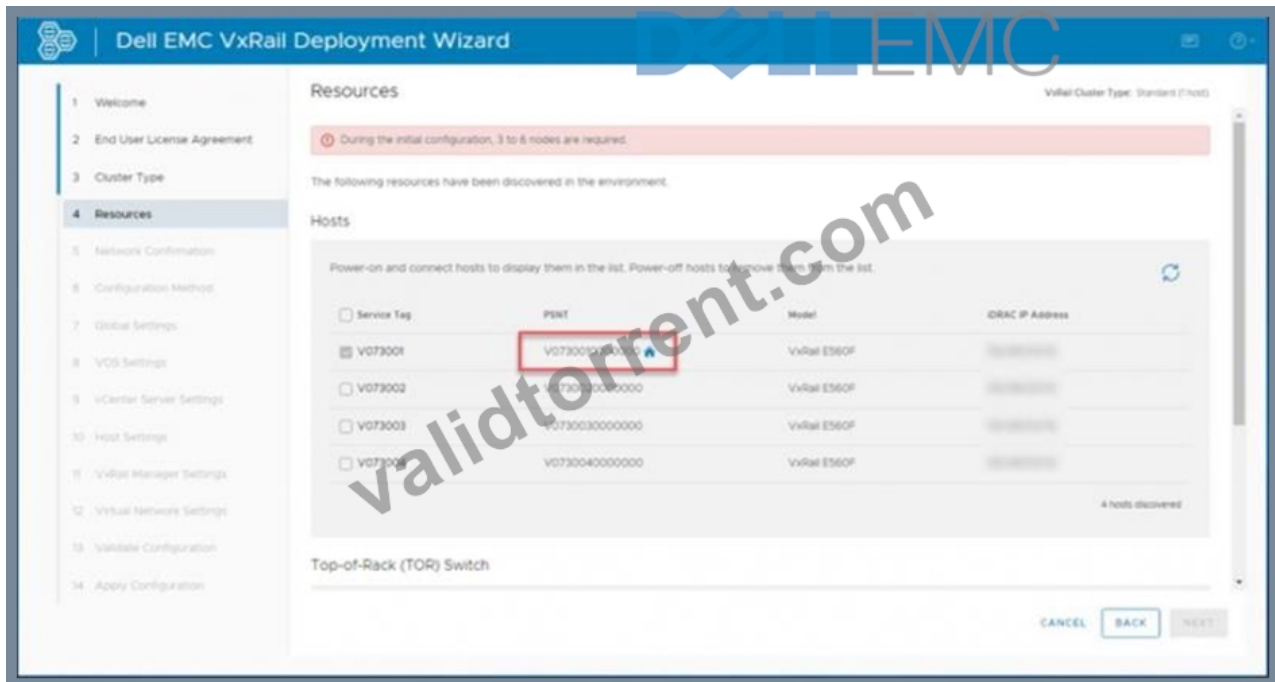 Dell EMC VxRail Deployment Wizard
DELL EMC
1 Welcome
2 End User License Agreement
3 Cluster Type
4 Resources
5 Network Confirmation
6 Configuration Method
7 Global Settings
8 VDS Settings
9 vCenter Server Settings
10 Host Settings
11 VxRail Manager Settings
12 Virtual Network Settings
13 Validate Configuration
14 Apply Configuration
Resources
VxRail Cluster Type: Standard (1 host)
During the initial configuration, 3 to 6 nodes are required.
The following resources have been discovered in the environment.
Hosts
Power-on and connect hosts to display them in the list. Power-off hosts to remove them from the list.
Service Tag PSNT Model iDRAC IP Address
V073001 V0730010000000 VxRail E560F
V073002 V0730020000000 VxRail E560F
V073003 V0730030000000 VxRail E560F
V073004 V0730040000000 VxRail E560F
4 hosts discovered
Top-of-Rack (TOR) Switch
CANCEL BACK NEXT
validtorrent.com